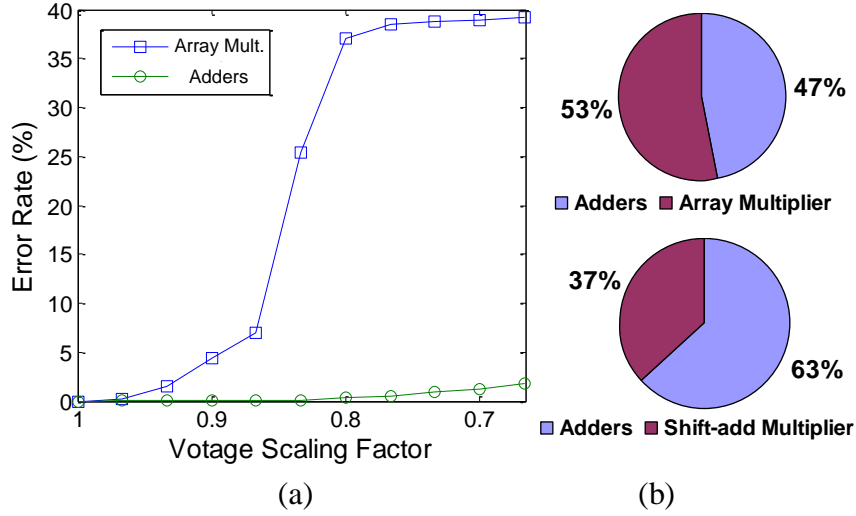 40
35
30
25
20
15
10
5
0
Error Rate (%)
Array Mult.
Adders
1
0.9
0.8
0.7
Votage Scaling Factor
(a)
53%
47%
Adders Array Multiplier
37%
63%
Adders Shift-add Multiplier
(b)